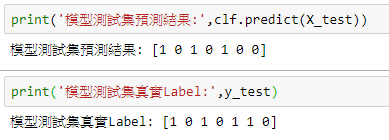 print('模型測試集預測結果:',clf.predict(X_test))
模型測試集預測結果: [1 0 1 0 1 0 0]
print('模型測試集真實Label:',y_test)
模型測試集真實Label: [1 0 1 0 1 1 0]